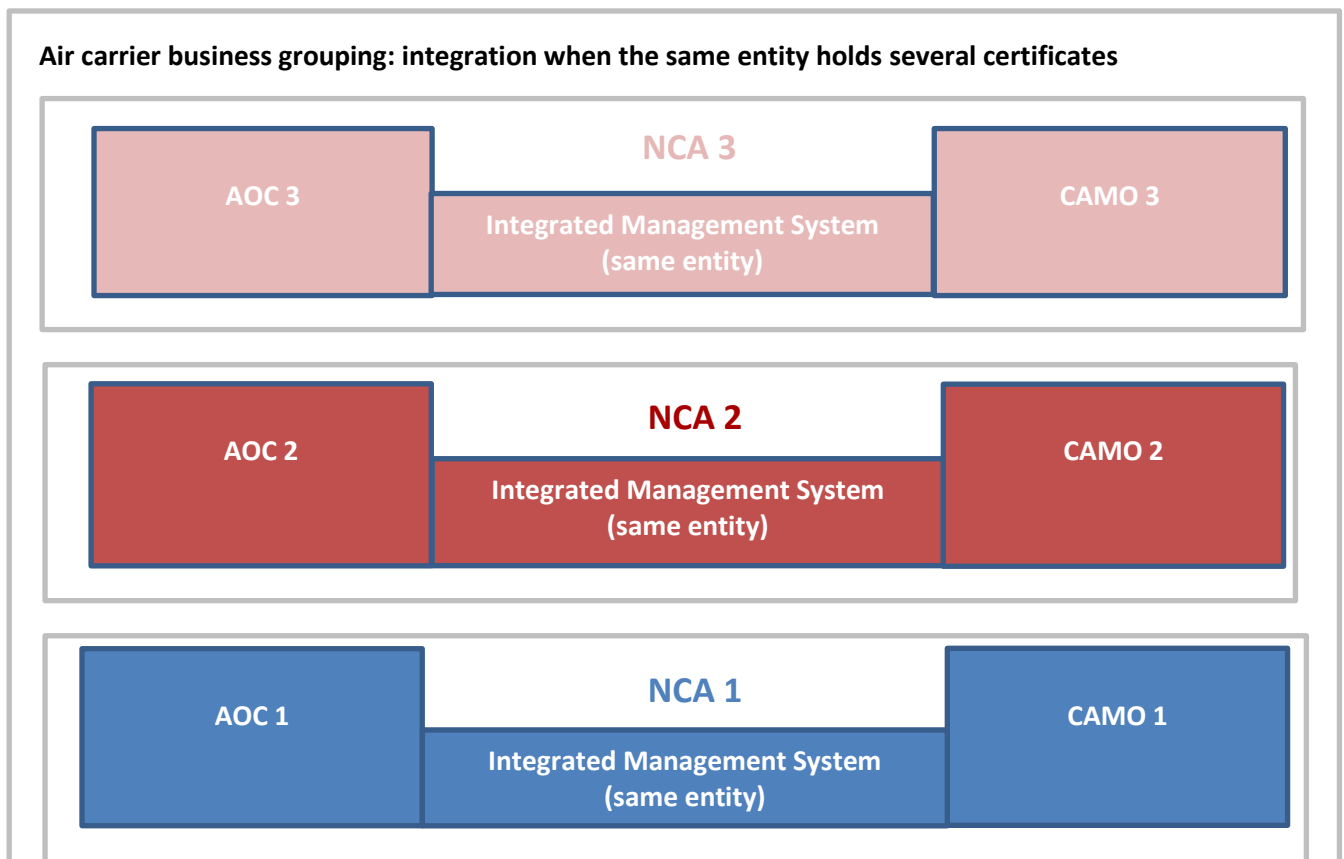 Air carrier business grouping: integration when the same entity holds several certificates
NCA 3
AOC 3
CAMO 3
Integrated Management System
(same entity)
NCA 2
AOC 2
CAMO 2
Integrated Management System
(same entity)
NCA 1
AOC 1
CAMO 1
Integrated Management System
(same entity)